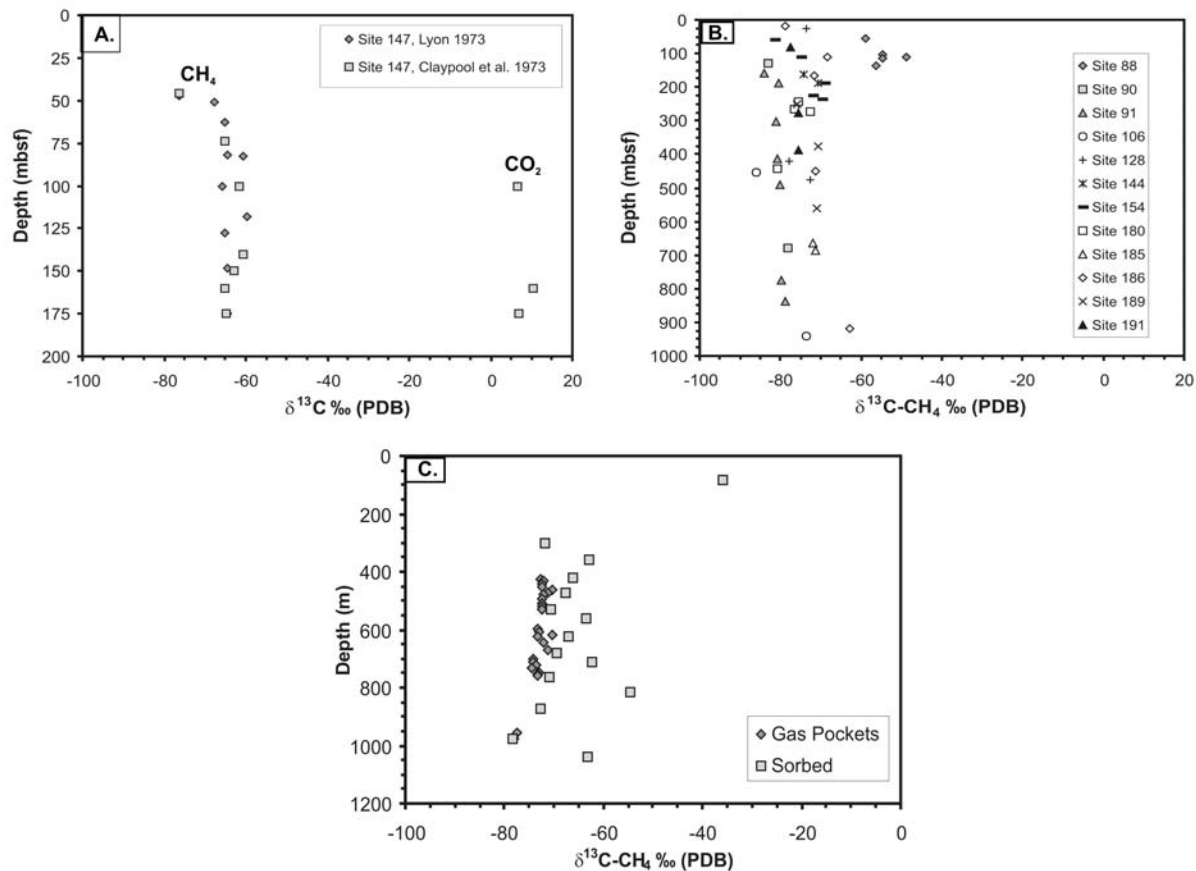 A.
Site 147, Lyon 1973
Site 147, Claypool et al. 1973
CH4
CO2
0
25
50
75
100
125
150
175
200
Depth (mbsf)
-100 -80 -60 -40 -20 0 20
δ13C ‰ (PDB)
B.
0
100
200
300
400
500
600
700
800
900
1000
Depth (mbsf)
Site 88
Site 90
Site 91
Site 106
Site 128
Site 144
Site 154
Site 180
Site 185
Site 186
Site 189
Site 191
-100 -80 -60 -40 -20 0 20
δ13C-CH4 ‰ (PDB)
C.
0
200
400
600
800
1000
1200
Depth (m)
Gas Pockets
Sorbed
-100 -80 -60 -40 -20 0
δ13C-CH4 ‰ (PDB)